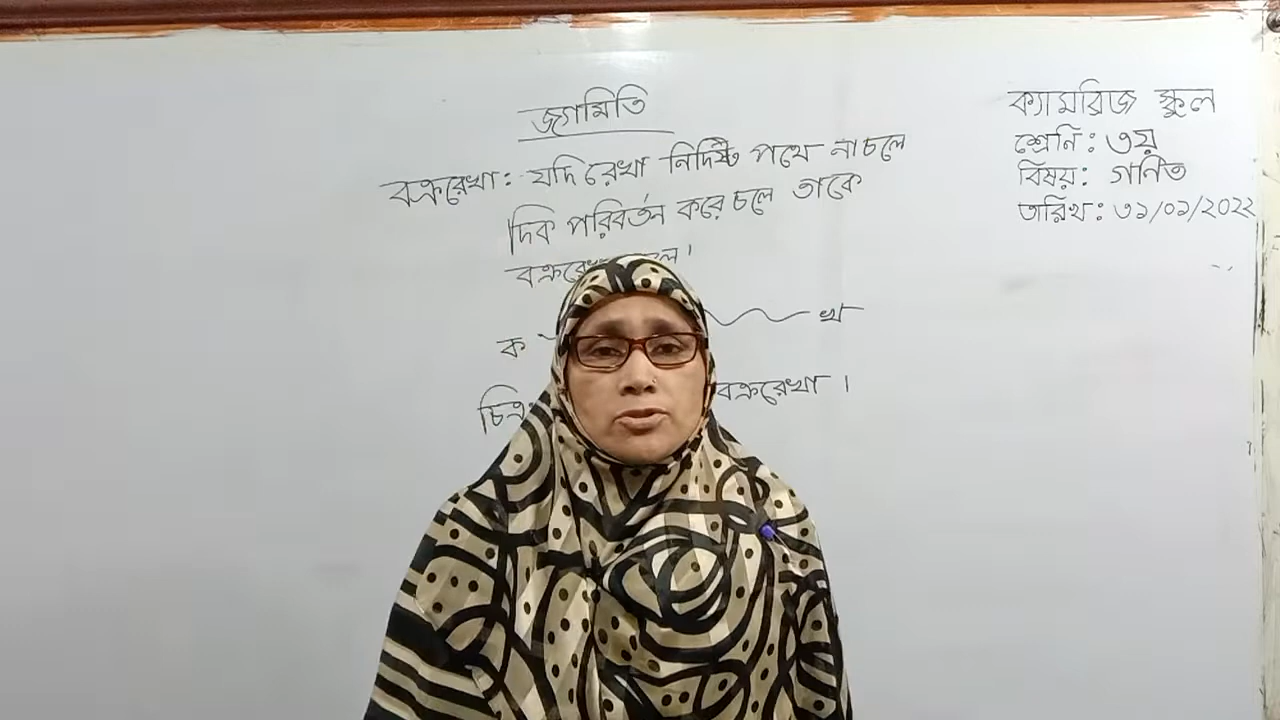 জ্যামিতি
বক্ররেখা: যদি রেখা নির্দিষ্ট পথে না চলে
দিক পরিবর্তন করে চলে তাকে
বক্ররেখা বলে।
ক খ
বক্ররেখা।
ক্যামব্রিজ স্কুল
শ্রেনি: ৩য়
বিষয়: গনিত
তারিখ: ৩১/০১/২০২২